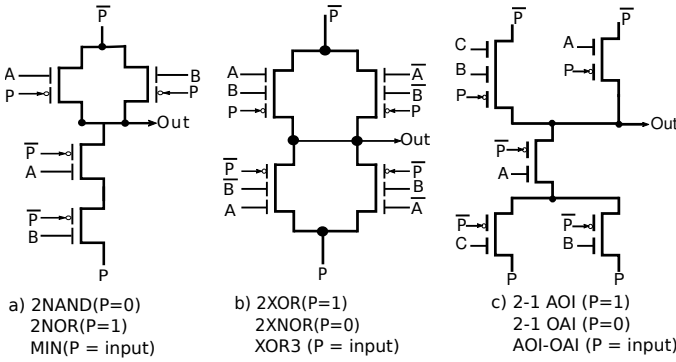 P̅
A
P
B
P
Out
P̅
A
P̅
B
P
a) 2NAND(P=0)
2NOR(P=1)
MIN(P = input)
P̅
A
B
P
A̅
B̅
P
Out
P̅
B̅
A
P̅
B
A̅
P
b) 2XOR(P=1)
2XNOR(P=0)
XOR3 (P = input)
P̅
P̅
C
B
P
A
P
Out
P̅
A
P̅
C
P̅
B
P
P
c) 2-1 AOI (P=1)
2-1 OAI (P=0)
AOI-OAI (P = input)